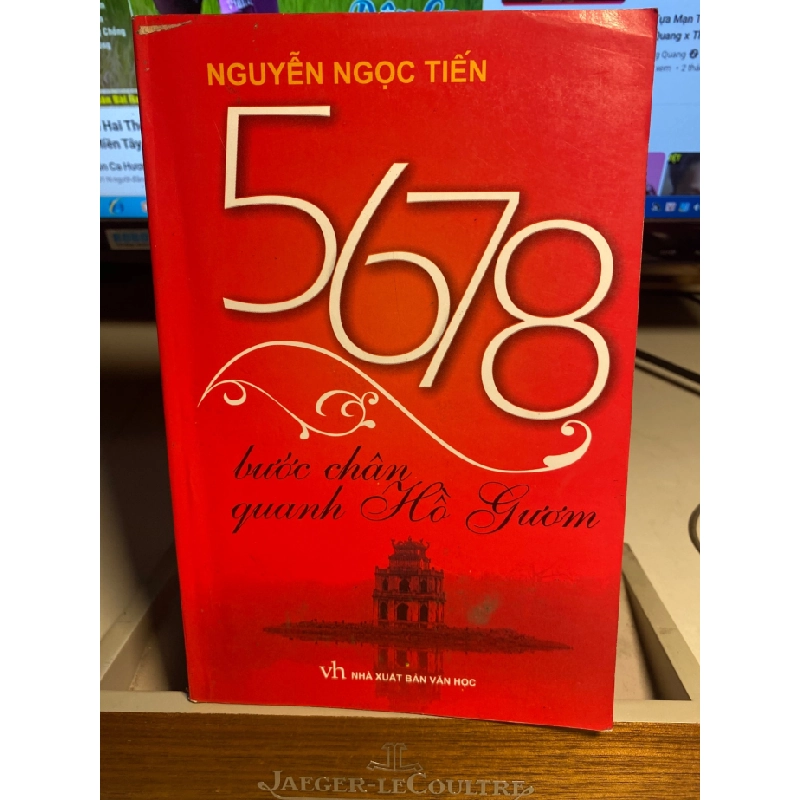 NGUYỄN NGỌC TIẾN
5678
bước chân
quanh Hồ Gươm
vh NHÀ XUẤT BẢN VĂN HỌC
JAEGER-LECOULTRE